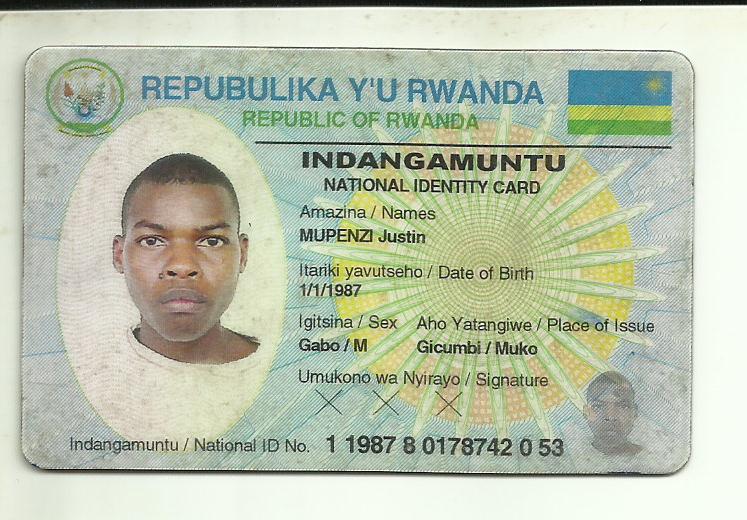 REPUBULIKA Y'U RWANDA
REPUBLIC OF RWANDA
INDANGAMUNTU
NATIONAL IDENTITY CARD
Amazina / Names
MUPENZI Justin
Itariki yavutseho / Date of Birth
1/1/1987
Igitsina / Sex Aho Yatangiwe / Place of Issue
Gabo / M Gicumbi / Muko
Umukono wa Nyirayo / Signature
Indangamuntu / National ID No. 1 1987 8 0178742 0 53